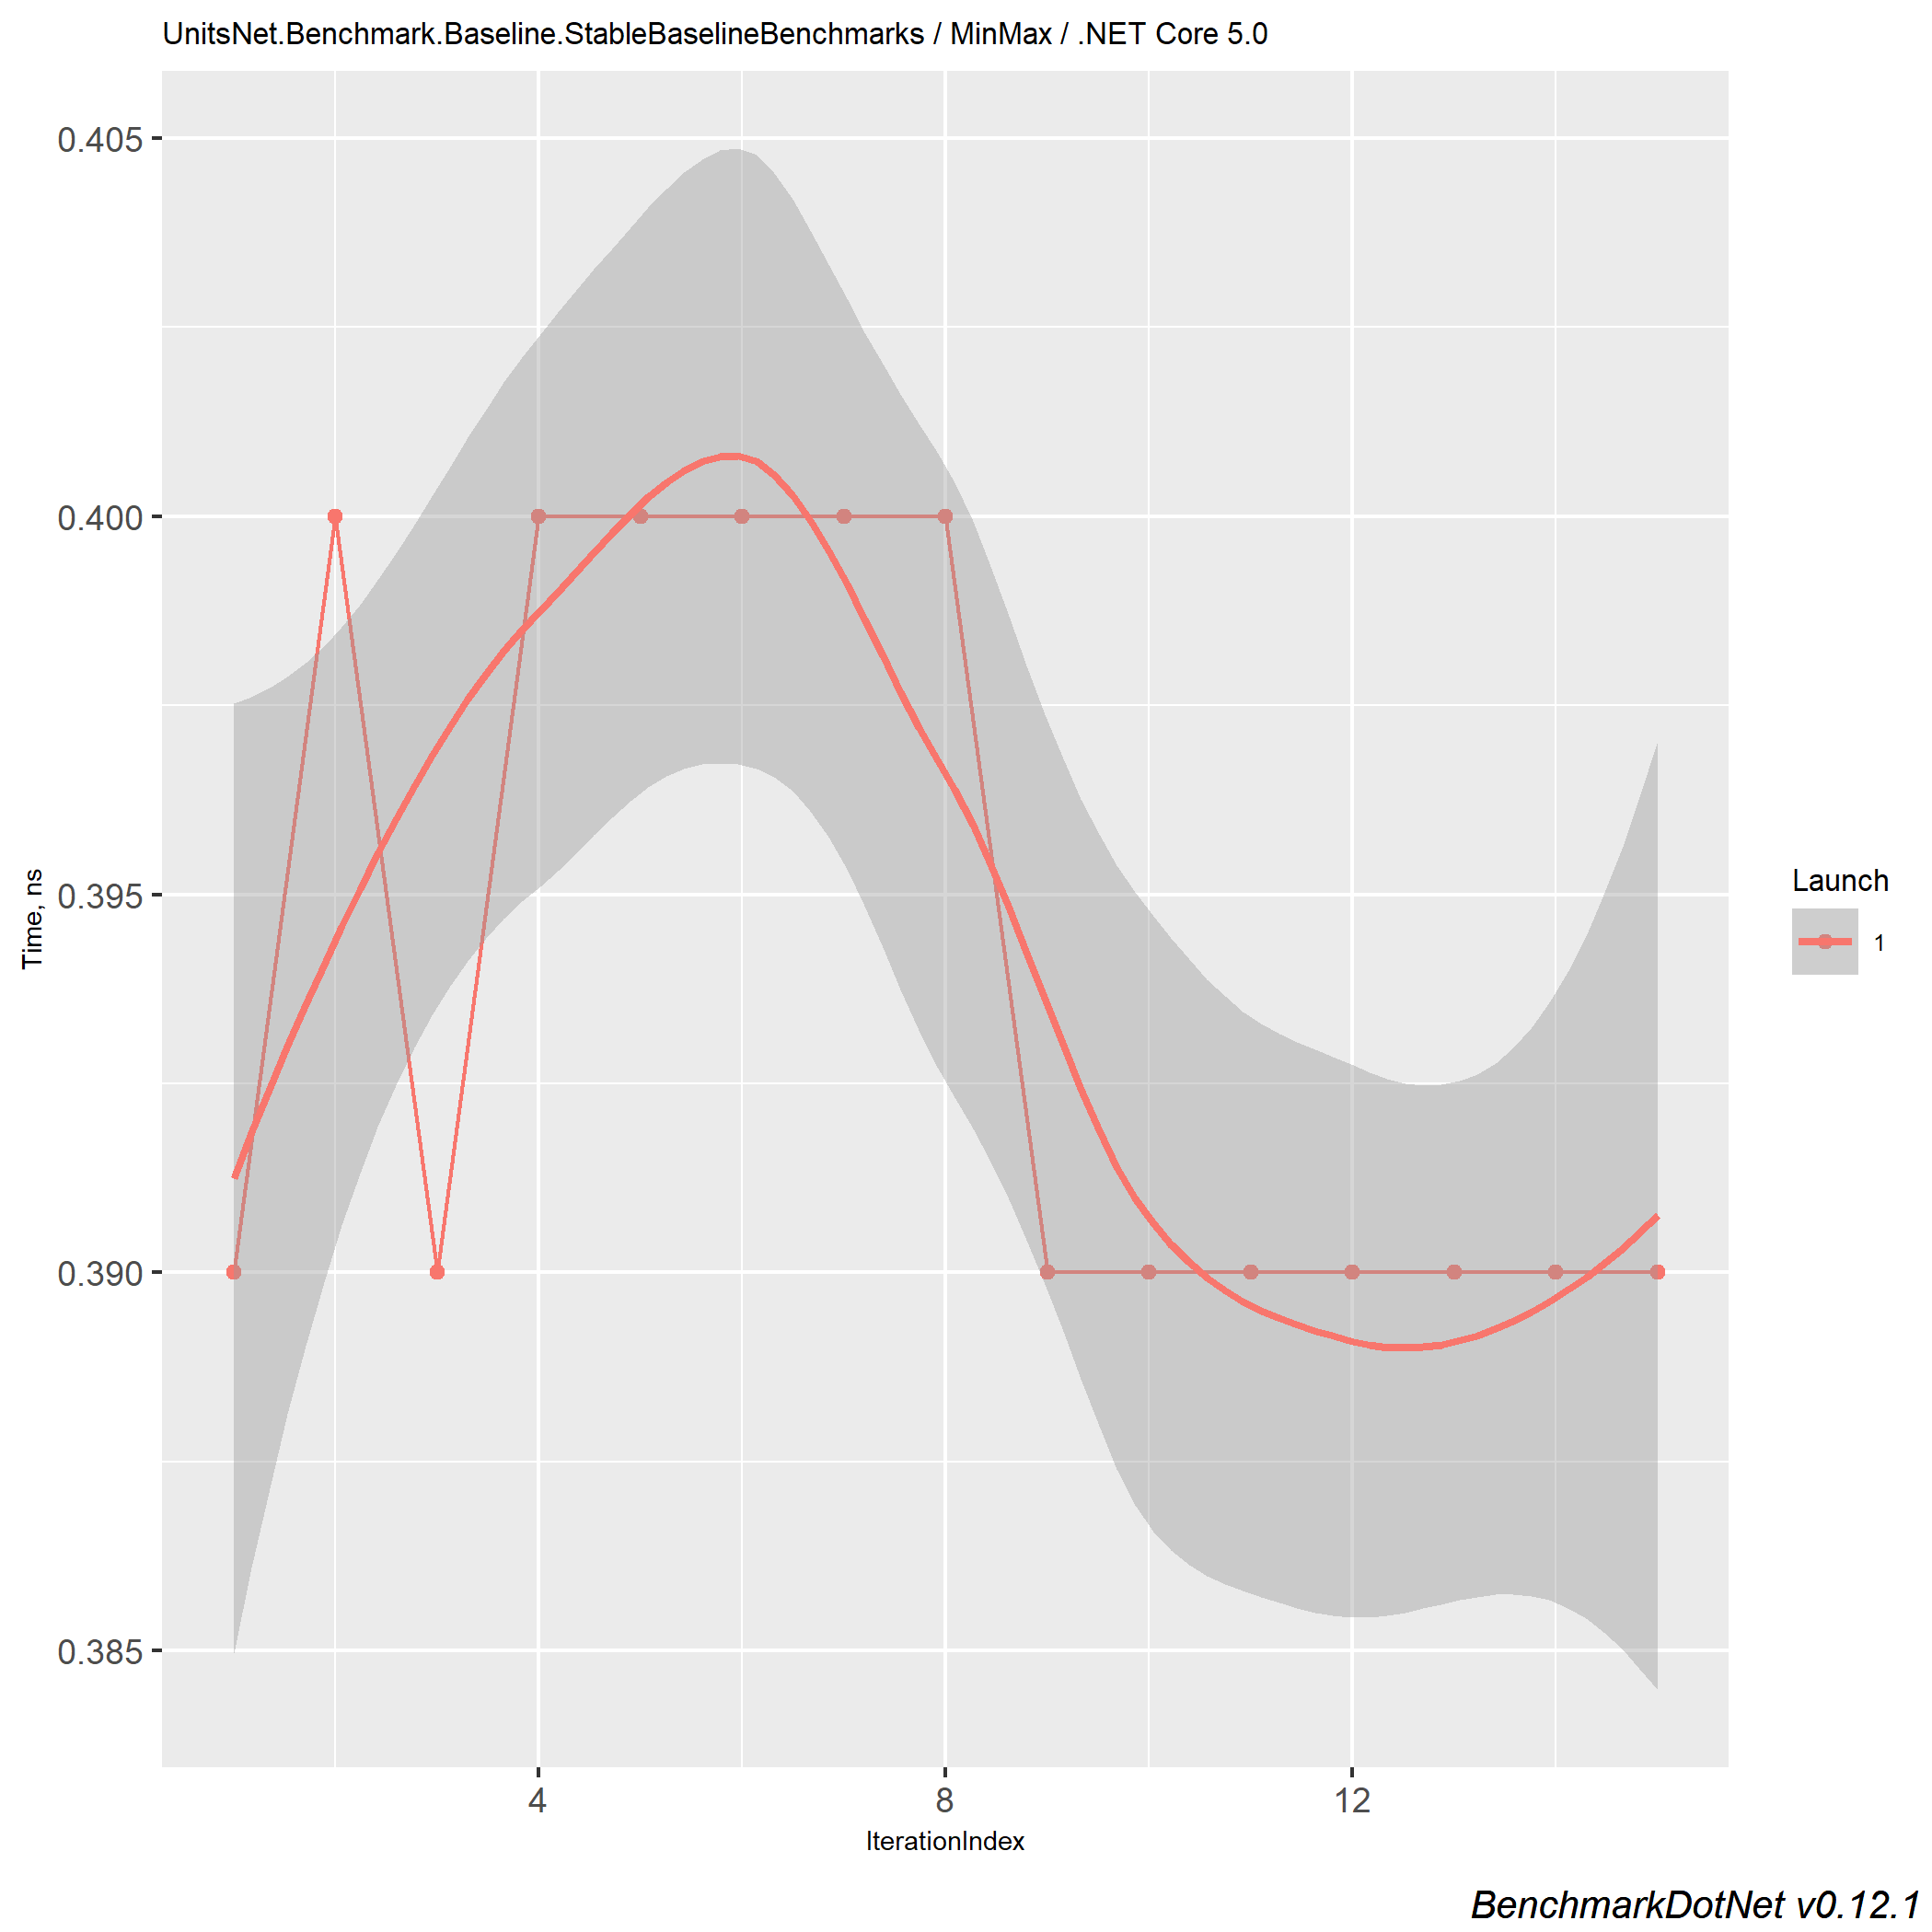 UnitsNet.Benchmark.Baseline.StableBaselineBenchmarks / MinMax / .NET Core 5.0
0.405
0.400
0.395
0.390
0.385
Time, ns
4
8
12
IterationIndex
Launch
1
BenchmarkDotNet v0.12.1